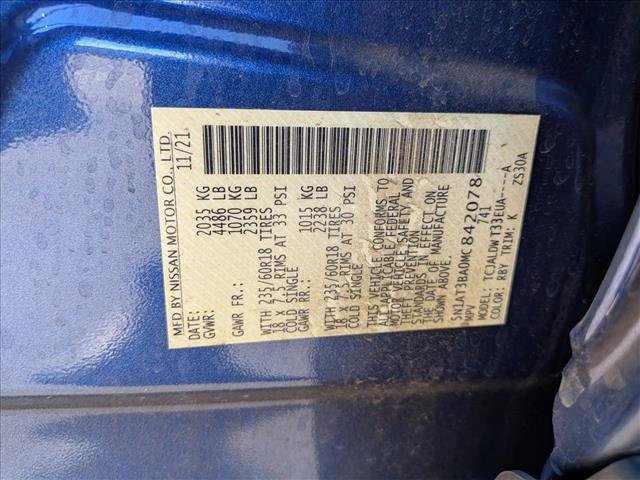 MFD BY NISSAN MOTOR CO., LTD.
DATE: 11/21
GVWR: 2035 KG
4486 LB
GAWR FR.: 1070 KG
2359 LB
WITH 235/60R18 TIRES
18 X 7.5 RIMS AT 33 PSI
COLD SINGLE
GAWR RR.: 1015 KG
2238 LB
WITH 235/60R18 TIRES
18 X 7.5 RIMS AT 30 PSI
COLD SINGLE
THIS VEHICLE CONFORMS TO
ALL APPLICABLE FEDERAL
MOTOR VEHICLE SAFETY AND
THEFT PREVENTION
STANDARDS IN EFFECT ON
THE DATE OF MANUFACTURE
SHOWN ABOVE.
5N1AT3BA0MC842078
MPV 741
MODEL: TCJALDWT33EUA-----A
COLOR: RBY TRIM: K ZS30A